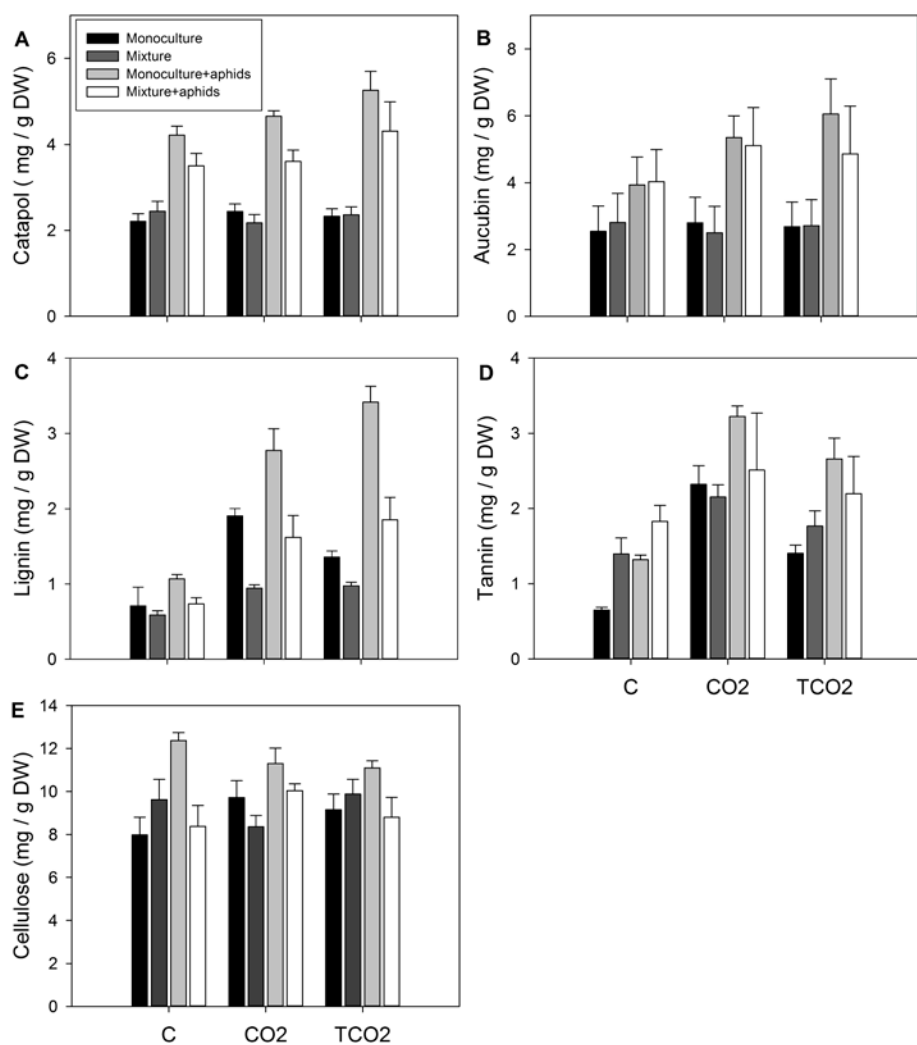 A
Monoculture
Mixture
Monoculture+aphids
Mixture+aphids
Catapol ( mg / g DW)
6
4
2
0
B
Aucubin (mg / g DW)
8
6
4
2
0
C
Lignin (mg / g DW)
4
3
2
1
0
D
Tannin (mg / g DW)
4
3
2
1
0
C CO2 TCO2
E
Cellulose (mg / g DW)
14
12
10
8
6
4
2
0
C CO2 TCO2